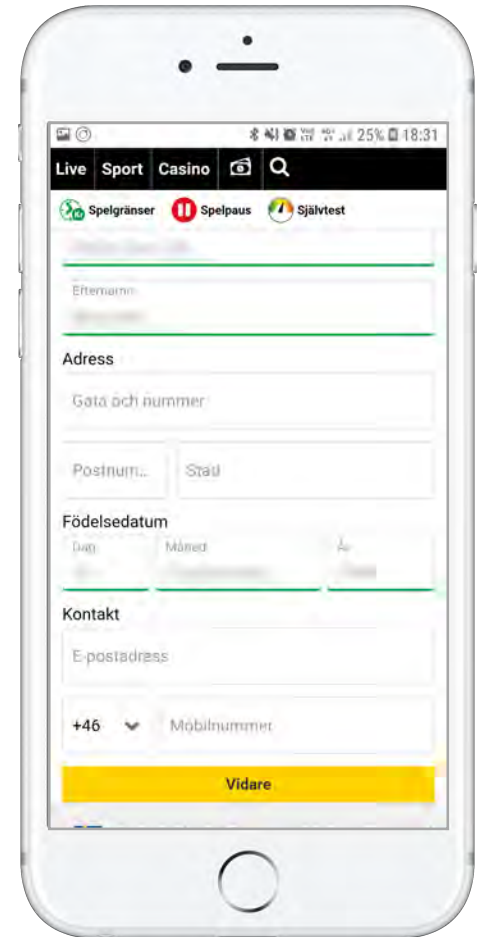 25% 18:31
Live Sport Casino
Spelgränser Spelpaus Självtest
Efternamn
Adress
Gata och nummer
Postnum... Stad
Födelsedatum
Dag Månad År
Kontakt
E-postadress
+46 Mobilnummer
Vidare